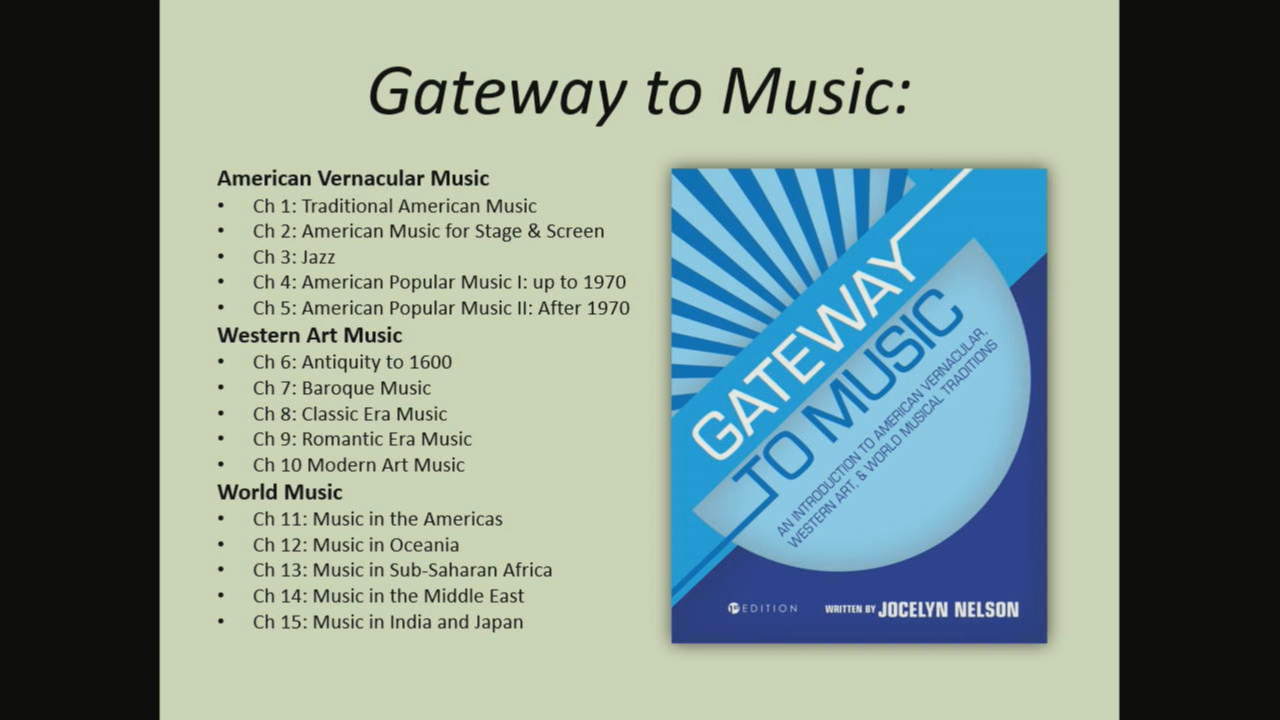 Gateway to Music:
American Vernacular Music
• Ch 1: Traditional American Music
• Ch 2: American Music for Stage & Screen
• Ch 3: Jazz
• Ch 4: American Popular Music I: up to 1970
• Ch 5: American Popular Music II: After 1970
Western Art Music
• Ch 6: Antiquity to 1600
• Ch 7: Baroque Music
• Ch 8: Classic Era Music
• Ch 9: Romantic Era Music
• Ch 10 Modern Art Music
World Music
• Ch 11: Music in the Americas
• Ch 12: Music in Oceania
• Ch 13: Music in Sub-Saharan Africa
• Ch 14: Music in the Middle East
• Ch 15: Music in India and Japan
GATEWAY
TO MUSIC
AN INTRODUCTION TO AMERICAN VERNACULAR,
WESTERN ART, & WORLD MUSICAL TRADITIONS
1st EDITION
WRITTEN BY JOCELYN NELSON